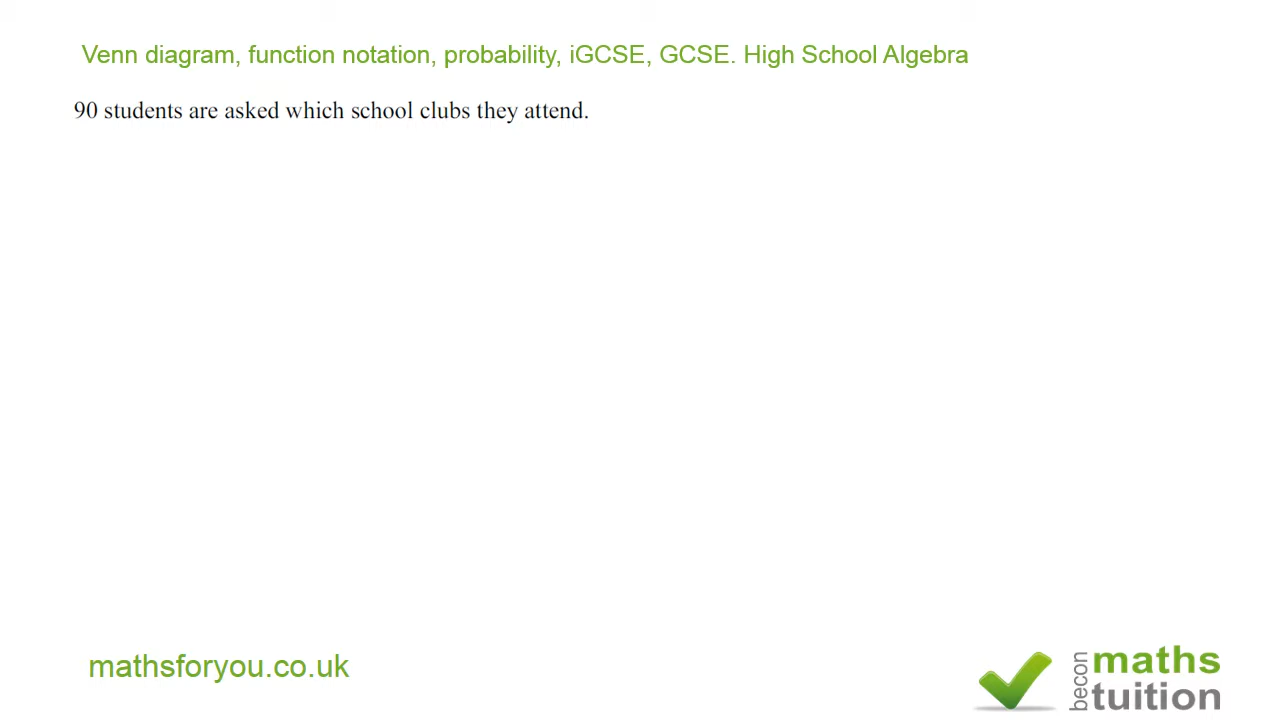 Venn diagram, function notation, probability, iGCSE, GCSE. High School Algebra
90 students are asked which school clubs they attend.
mathsforyou.co.uk
becon
maths
tuition